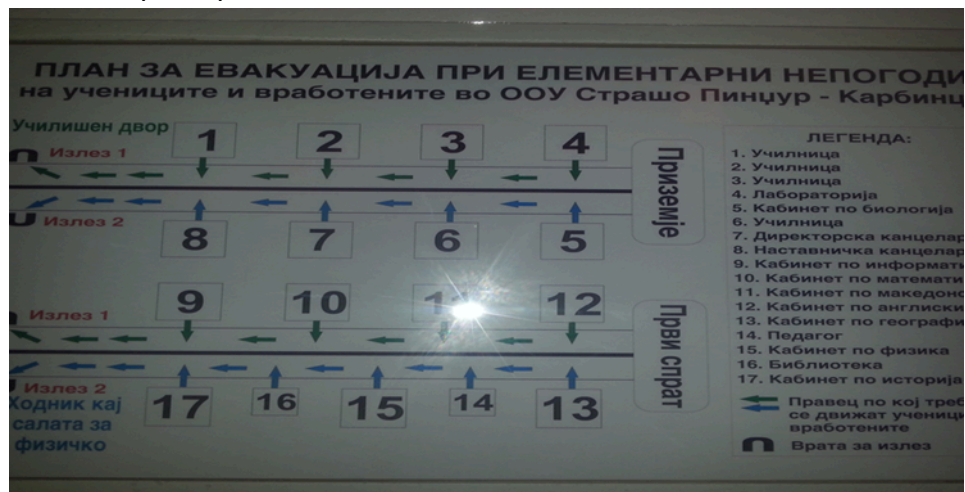 ПЛАН ЗА ЕВАКУАЦИЈА ПРИ ЕЛЕМЕНТАРНИ НЕПОГОДИ
на учениците и вработените во ООУ Страшо Пинџур - Карбинц
Училишен двор
1
2
3
4
Излез 1
Излез 2
8
7
6
5
Приземје
9
10
11
12
Излез 1
Излез 2
Ходник кај
салата за
физичко
17
16
15
14
13
Први спрат
ЛЕГЕНДА:
1. Училница
2. Училница
3. Училница
4. Лабораторија
5. Кабинет по биологија
6. Училница
7. Директорска канцелар
8. Наставничка канцелар
9. Кабинет по информати
10. Кабинет по математи
11. Кабинет по македонс
12. Кабинет по англиски
13. Кабинет по географи
14. Педагог
15. Кабинет по физика
16. Библиотека
17. Кабинет по историја
Правец по кој треб
се движат ученици
вработените
Врата за излез